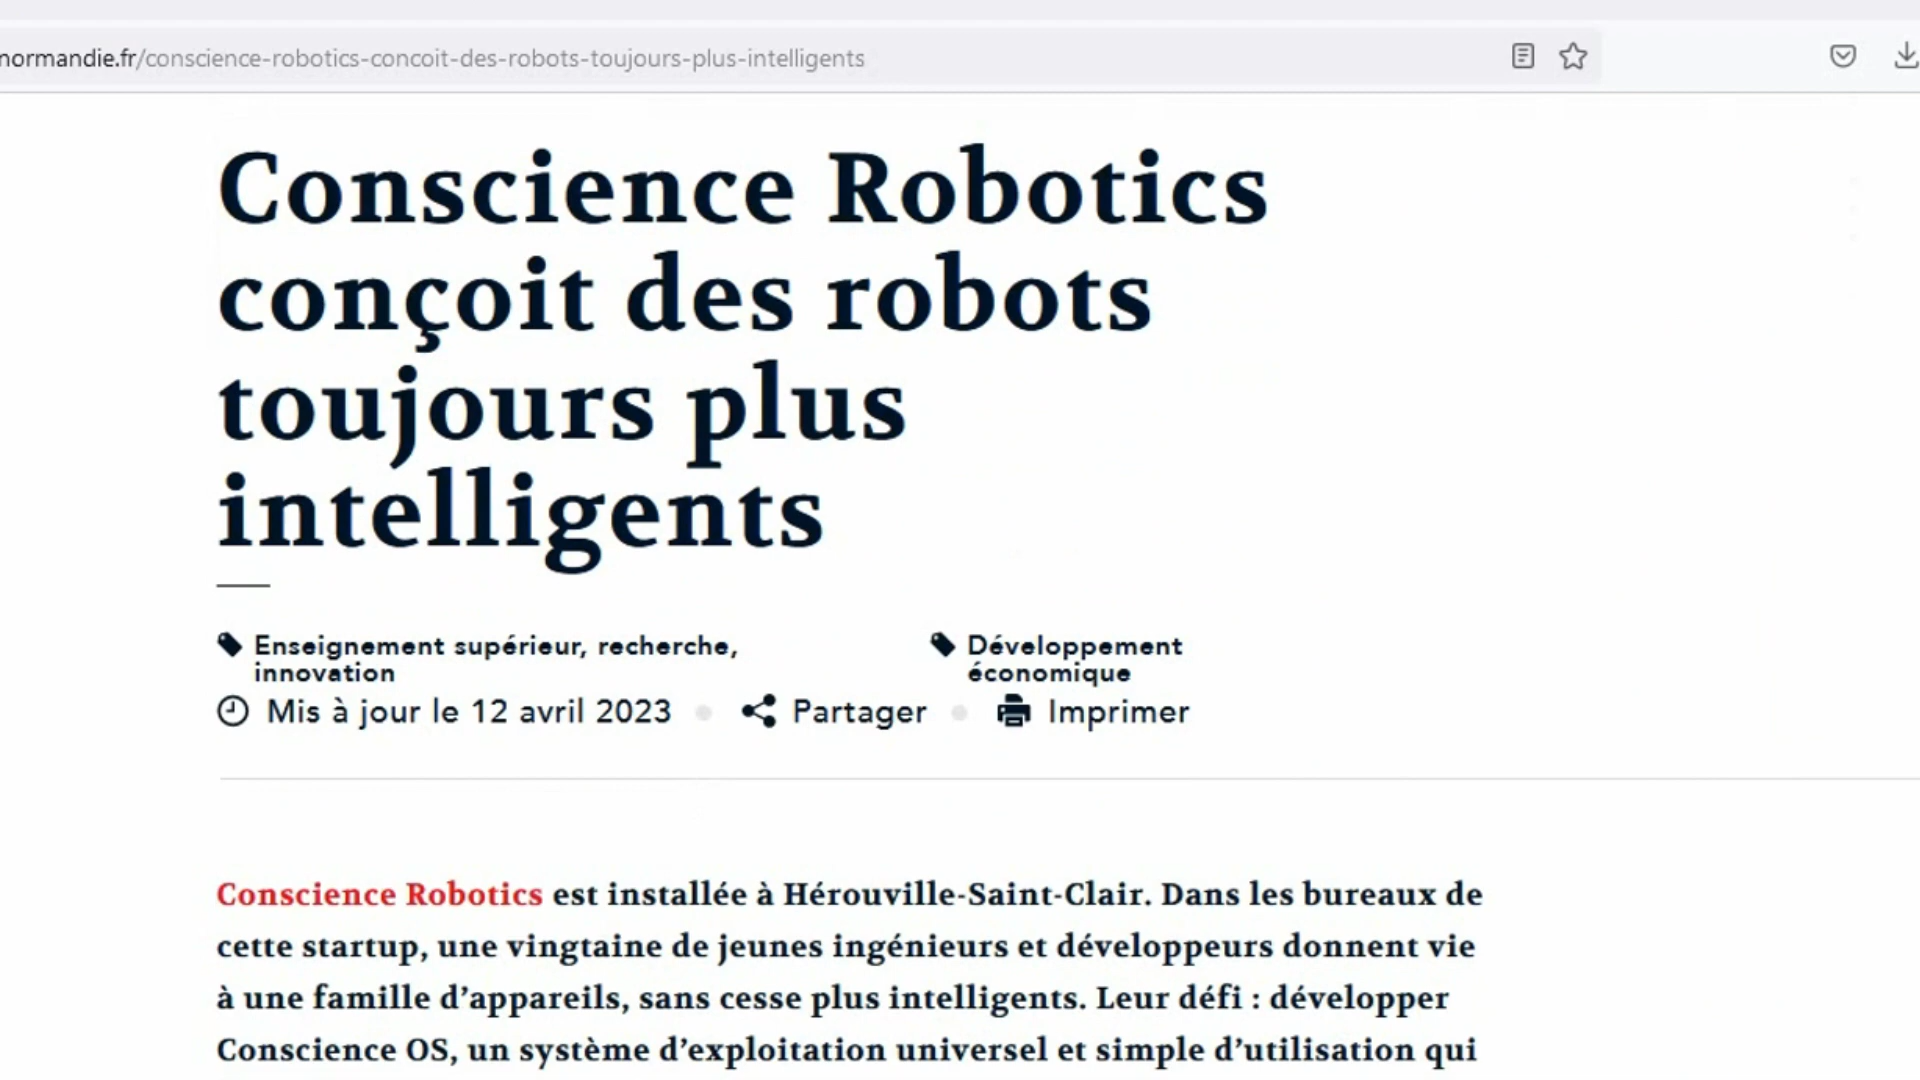 normandie.fr/conscience-robotics-concoit-des-robots-toujours-plus-intelligents
Conscience Robotics
conçoit des robots
toujours plus
intelligents
Enseignement supérieur, recherche,
innovation
Développement
économique
Mis à jour le 12 avril 2023 Partager Imprimer
Conscience Robotics est installée à Hérouville-Saint-Clair. Dans les bureaux de
cette startup, une vingtaine de jeunes ingénieurs et développeurs donnent vie
à une famille d’appareils, sans cesse plus intelligents. Leur défi : développer
Conscience OS, un système d’exploitation universel et simple d’utilisation qui